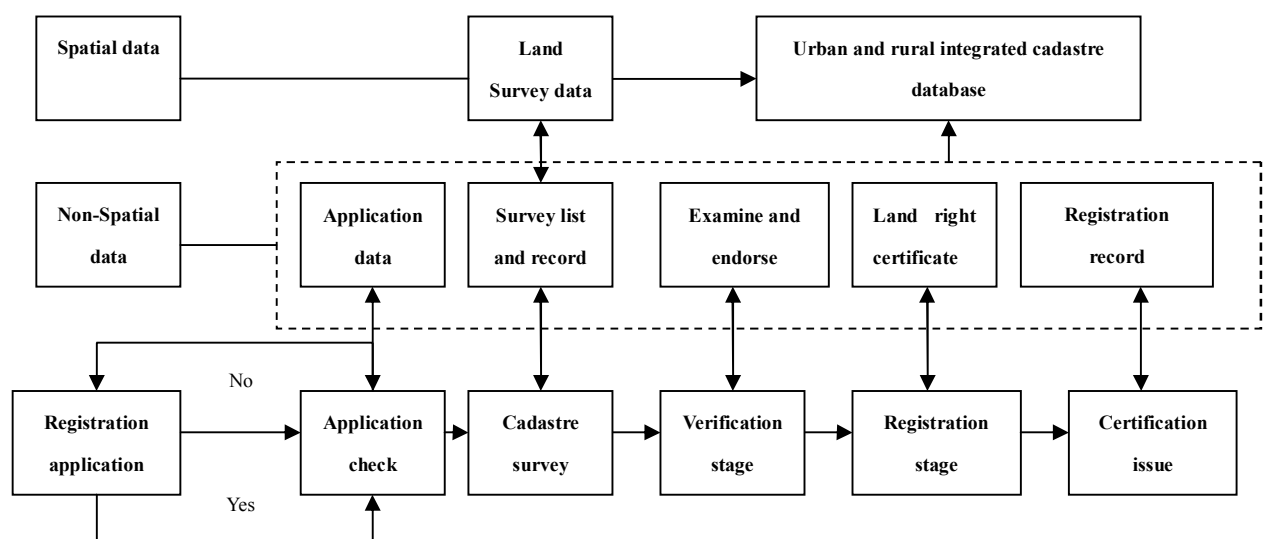 Spatial data
Land
Survey data
Urban and rural integrated cadastre
database
Non-Spatial
data
Application
data
Survey list
and record
Examine and
endorse
Land right
certificate
Registration
record
No
Registration
application
Application
check
Cadastre
survey
Verification
stage
Registration
stage
Certification
issue
Yes